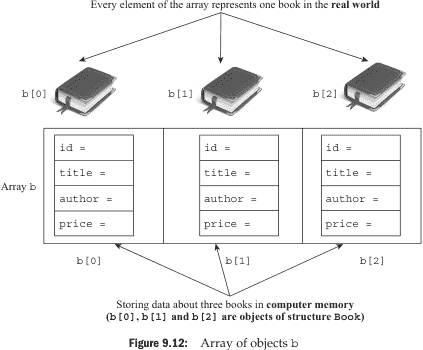 Every element of the array represents one book in the real world
b[0]
b[1]
b[2]
Array b
id =
title =
author =
price =
id =
title =
author =
price =
id =
title =
author =
price =
b[0]
b[1]
b[2]
Storing data about three books in computer memory
(b[0], b[1] and b[2] are objects of structure Book)
Figure 9.12: Array of objects b